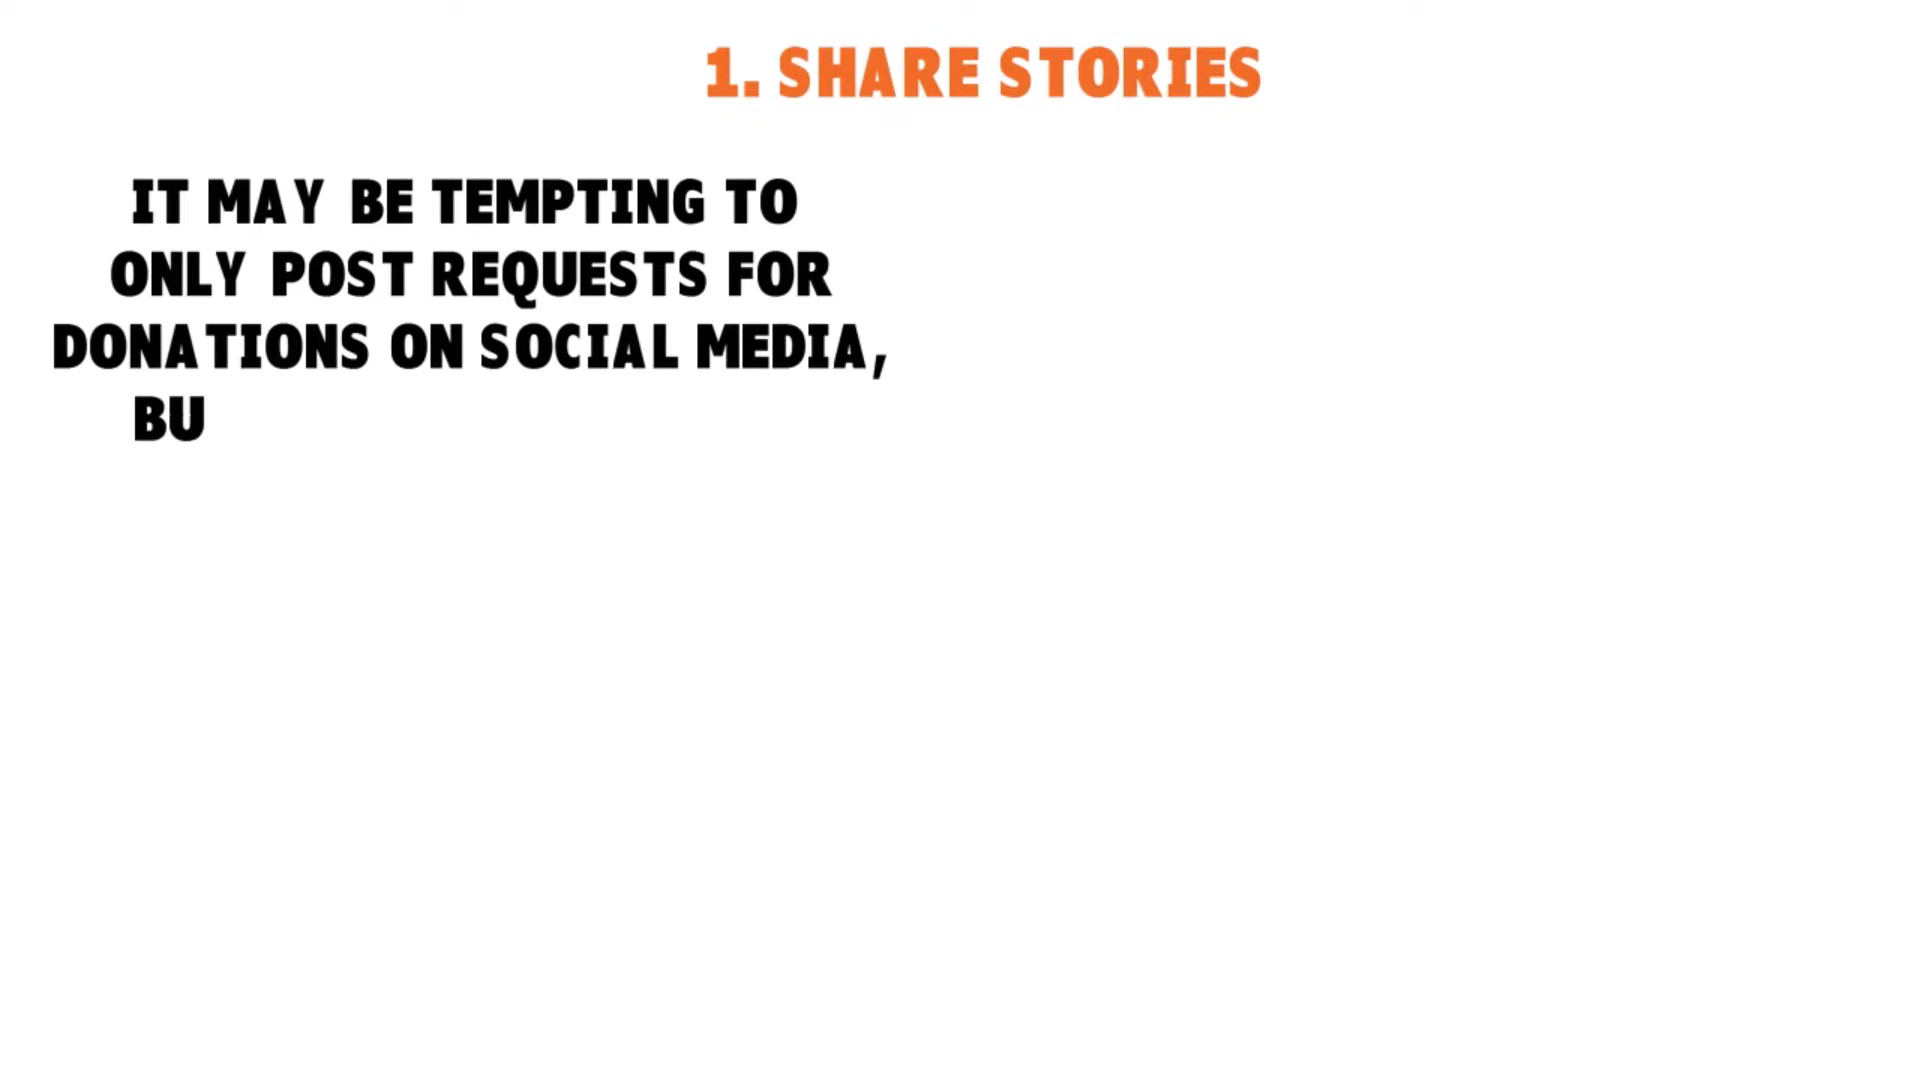 1. SHARE STORIES
IT MAY BE TEMPTING TO
ONLY POST REQUESTS FOR
DONATIONS ON SOCIAL MEDIA,
BU